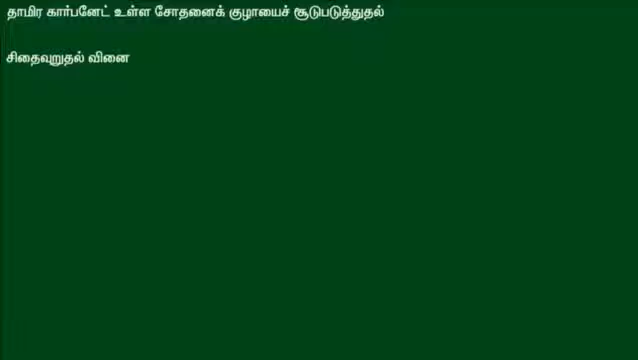 தாமிர கார்பனேட் உள்ள சோதனைக் குழாயைச் சூடுபடுத்துதல்
சிதைவுறுதல் வினை